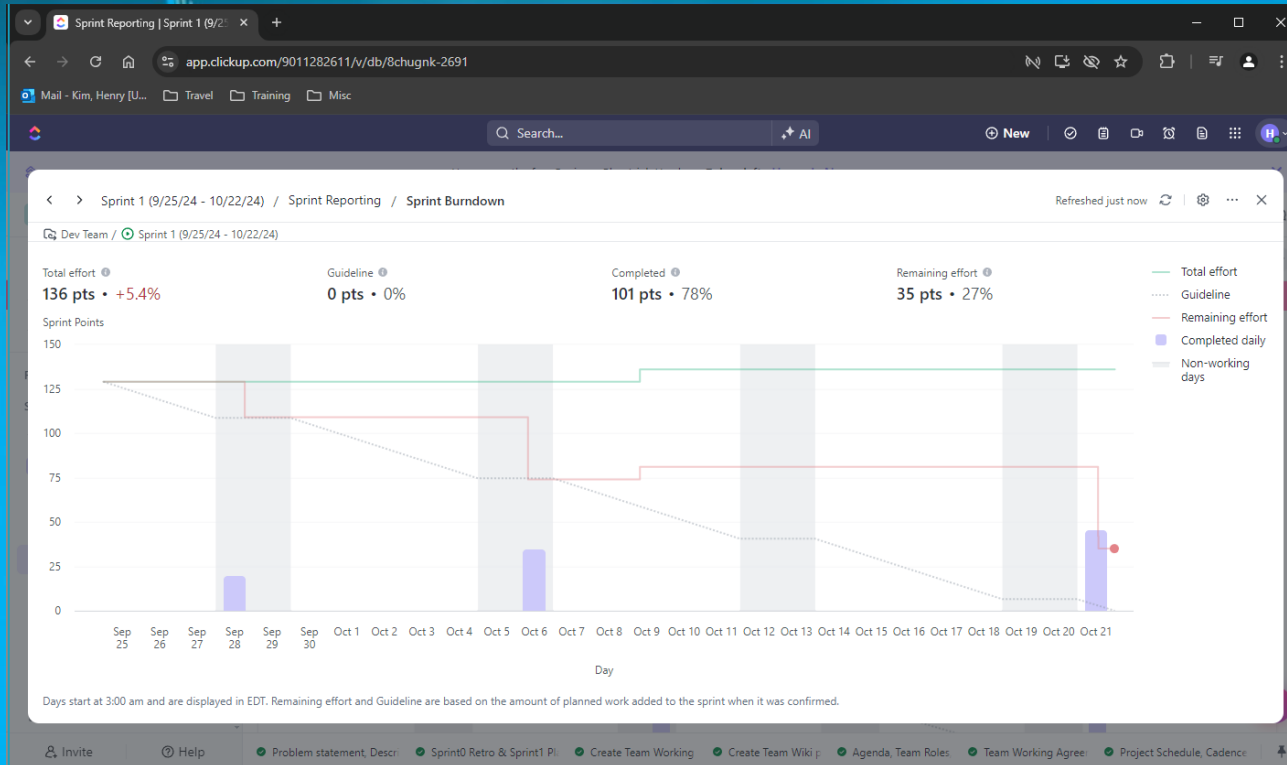 Sprint Reporting | Sprint 1 (9/25
app.clickup.com/9011282611/v/db/8chugnk-2691
Mail - Kim, Henry [U... Travel Training Misc
Search... AI New H
Sprint 1 (9/25/24 - 10/22/24) / Sprint Reporting / Sprint Burndown Refreshed just now
Dev Team / Sprint 1 (9/25/24 - 10/22/24)
Total effort Guideline Completed Remaining effort
136 pts • +5.4% 0 pts • 0% 101 pts • 78% 35 pts • 27%
Total effort
Guideline
Remaining effort
Completed daily
Non-working
days
Sprint Points
150
125
100
75
50
25
0
Sep 25 Sep 26 Sep 27 Sep 28 Sep 29 Sep 30 Oct 1 Oct 2 Oct 3 Oct 4 Oct 5 Oct 6 Oct 7 Oct 8 Oct 9 Oct 10 Oct 11 Oct 12 Oct 13 Oct 14 Oct 15 Oct 16 Oct 17 Oct 18 Oct 19 Oct 20 Oct 21
Day
Days start at 3:00 am and are displayed in EDT. Remaining effort and Guideline are based on the amount of planned work added to the sprint when it was confirmed.
Invite Help Problem statement, Descri Sprint0 Retro & Sprint1 Pl Create Team Working Create Team Wiki p Agenda, Team Roles, Team Working Agree Project Schedule, Cadence